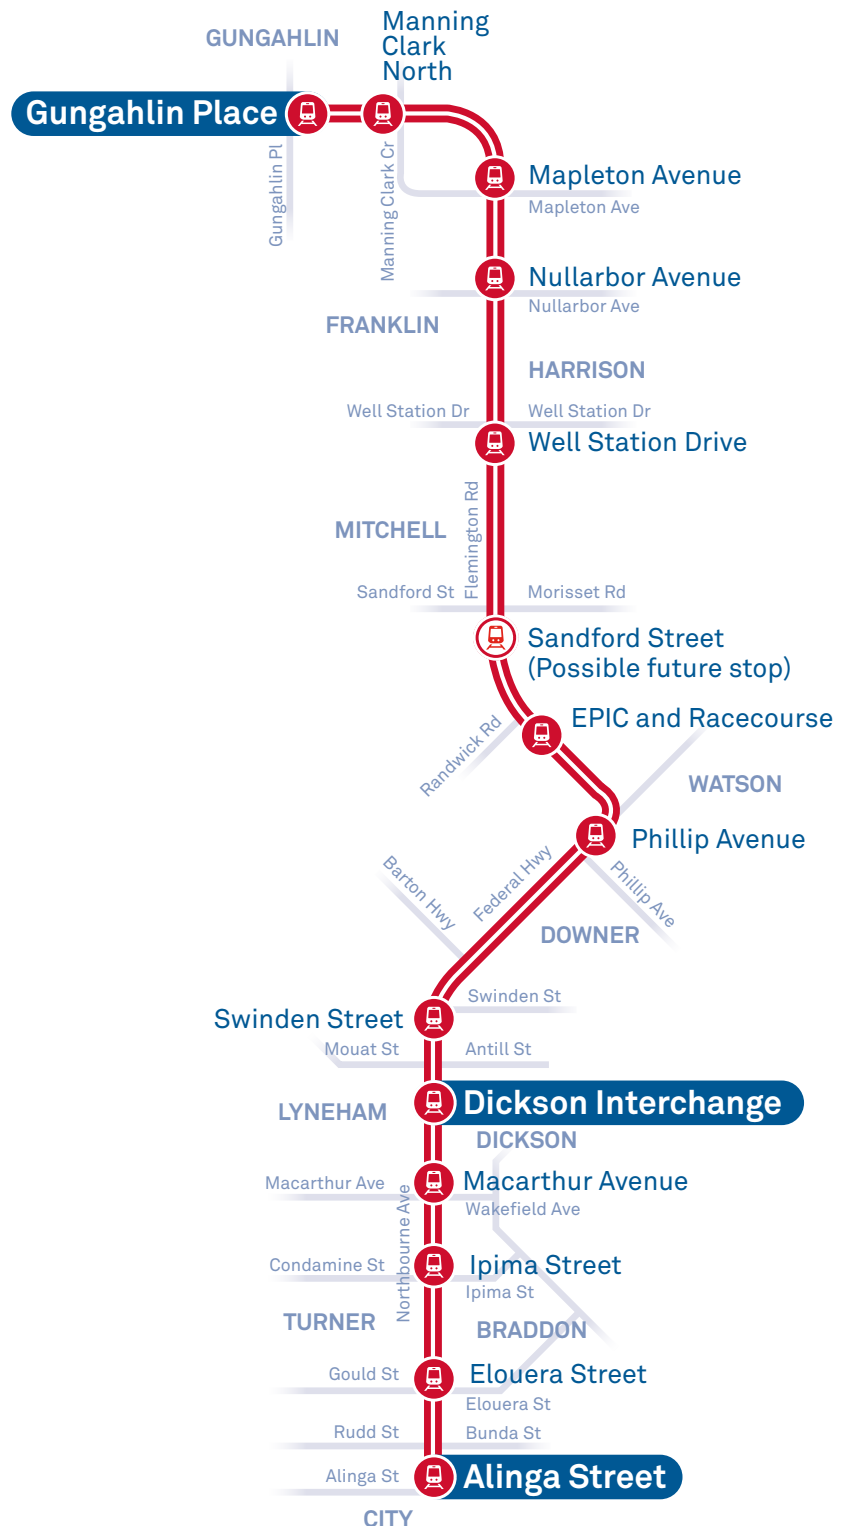 GUNGAHLIN
Manning
Clark
North
Gungahlin Place
Gungahlin Pl
Manning Clark Cr
Mapleton Avenue
Mapleton Ave
Nullarbor Avenue
Nullarbor Ave
FRANKLIN
HARRISON
Well Station Dr
Well Station Dr
Well Station Drive
Flemington Rd
MITCHELL
Sandford St
Morisset Rd
Sandford Street
(Possible future stop)
EPIC and Racecourse
Randwick Rd
WATSON
Phillip Avenue
Barton Hwy
Federal Hwy
Phillip Ave
DOWNER
Swinden St
Swinden Street
Mouat St
Antill St
Dickson Interchange
LYNEHAM
DICKSON
Macarthur Ave
Macarthur Avenue
Wakefield Ave
Northbourne Ave
Condamine St
Ipima Street
Ipima St
TURNER
BRADDON
Gould St
Elouera Street
Elouera St
Rudd St
Bunda St
Alinga St
Alinga Street
CITY